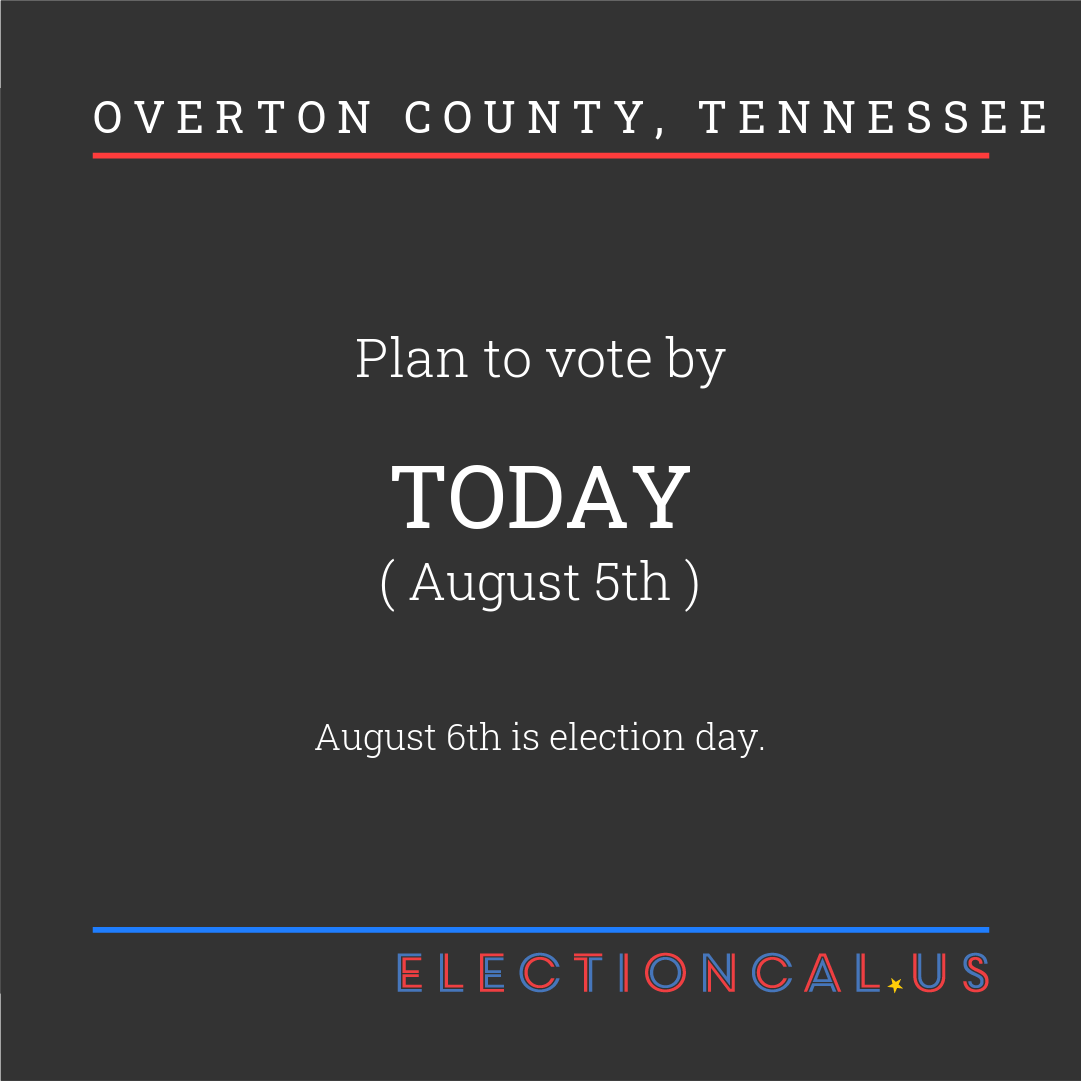 OVERTON COUNTY, TENNESSEE
Plan to vote by
TODAY
( August 5th )
August 6th is election day.
ELECTIONCAL.US